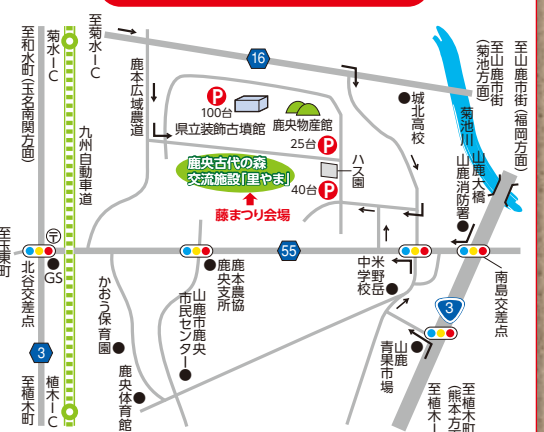 至和水町(玉名南関方面)
菊水IC
至菊水IC
九州自動車道
鹿本広域農道
16
P
100台
県立装飾古墳館
鹿央物産館
25台
P
鹿央古代の森
交流施設「里やま」
40台
P
藤まつり会場
ハス園
城北高校
至山鹿市街
(菊池方面)
菊池川
山鹿大橋
山鹿消防署
至山鹿市街(福岡方面)
至玉東町
〒
GS
北谷交差点
3
至植木町
植木IC
55
鹿本農協
鹿央支所
山鹿市鹿央
市民センター
かおう保育園
鹿央体育館
米野岳
中学校
南島交差点
3
山鹿
青果市場
至植木町
(熊本方
至植木I